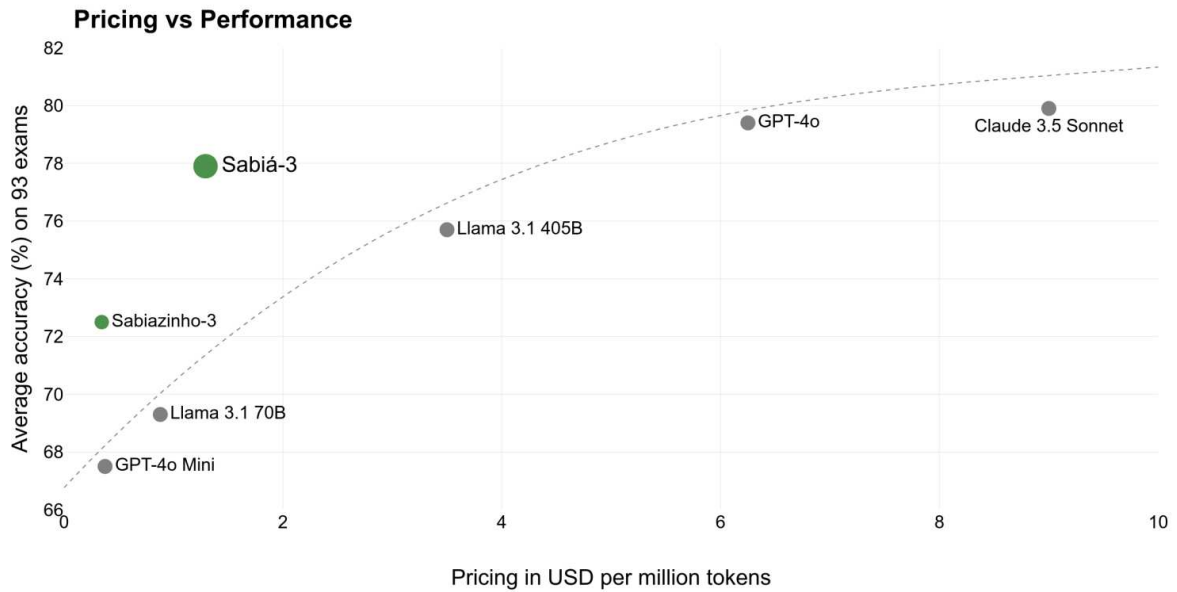 Pricing vs Performance
Average accuracy (%) on 93 exams
82
80
78
76
74
72
70
68
66
GPT-4o
Claude 3.5 Sonnet
Sabiá-3
Llama 3.1 405B
Sabiazinho-3
Llama 3.1 70B
GPT-4o Mini
0
2
4
6
8
10
Pricing in USD per million tokens